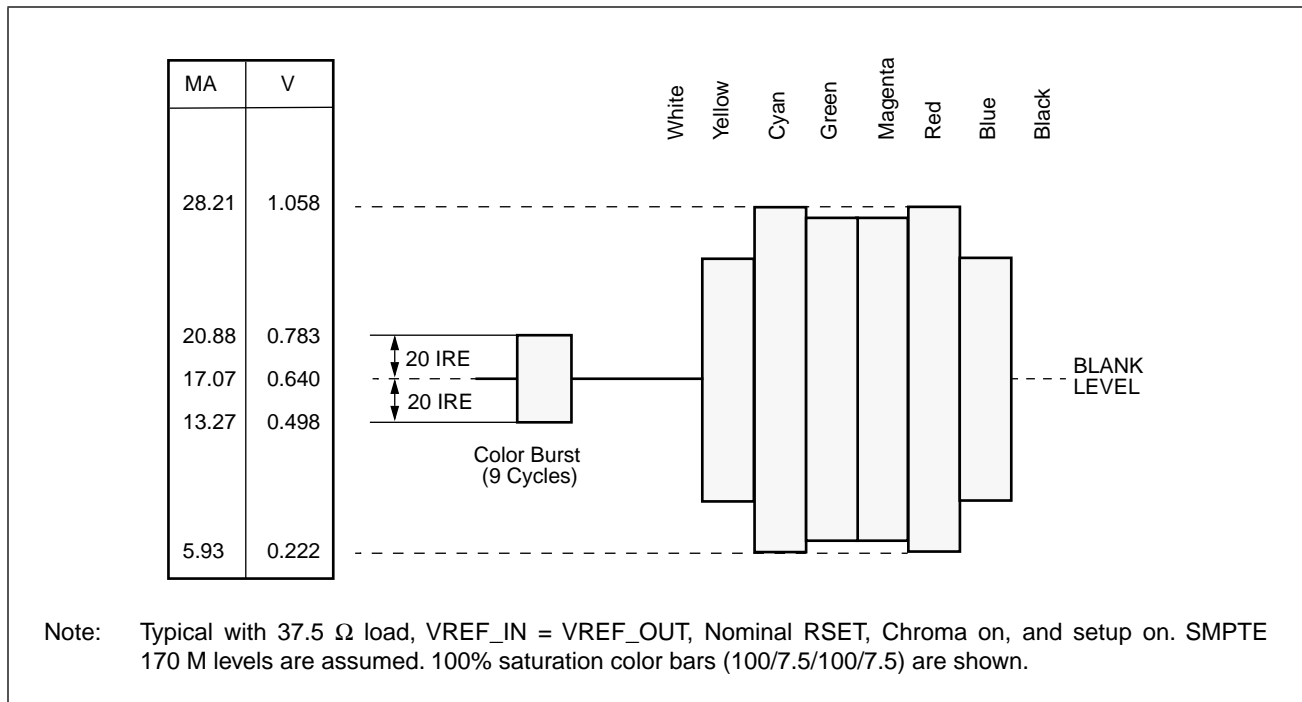 MA V
White
Yellow
Cyan
Green
Magenta
Red
Blue
Black
28.21 1.058
20.88 0.783
20 IRE
17.07 0.640
BLANK
LEVEL
20 IRE
13.27 0.498
Color Burst
(9 Cycles)
5.93 0.222
Note: Typical with 37.5 Ω load, VREF_IN = VREF_OUT, Nominal RSET, Chroma on, and setup on. SMPTE
170 M levels are assumed. 100% saturation color bars (100/7.5/100/7.5) are shown.